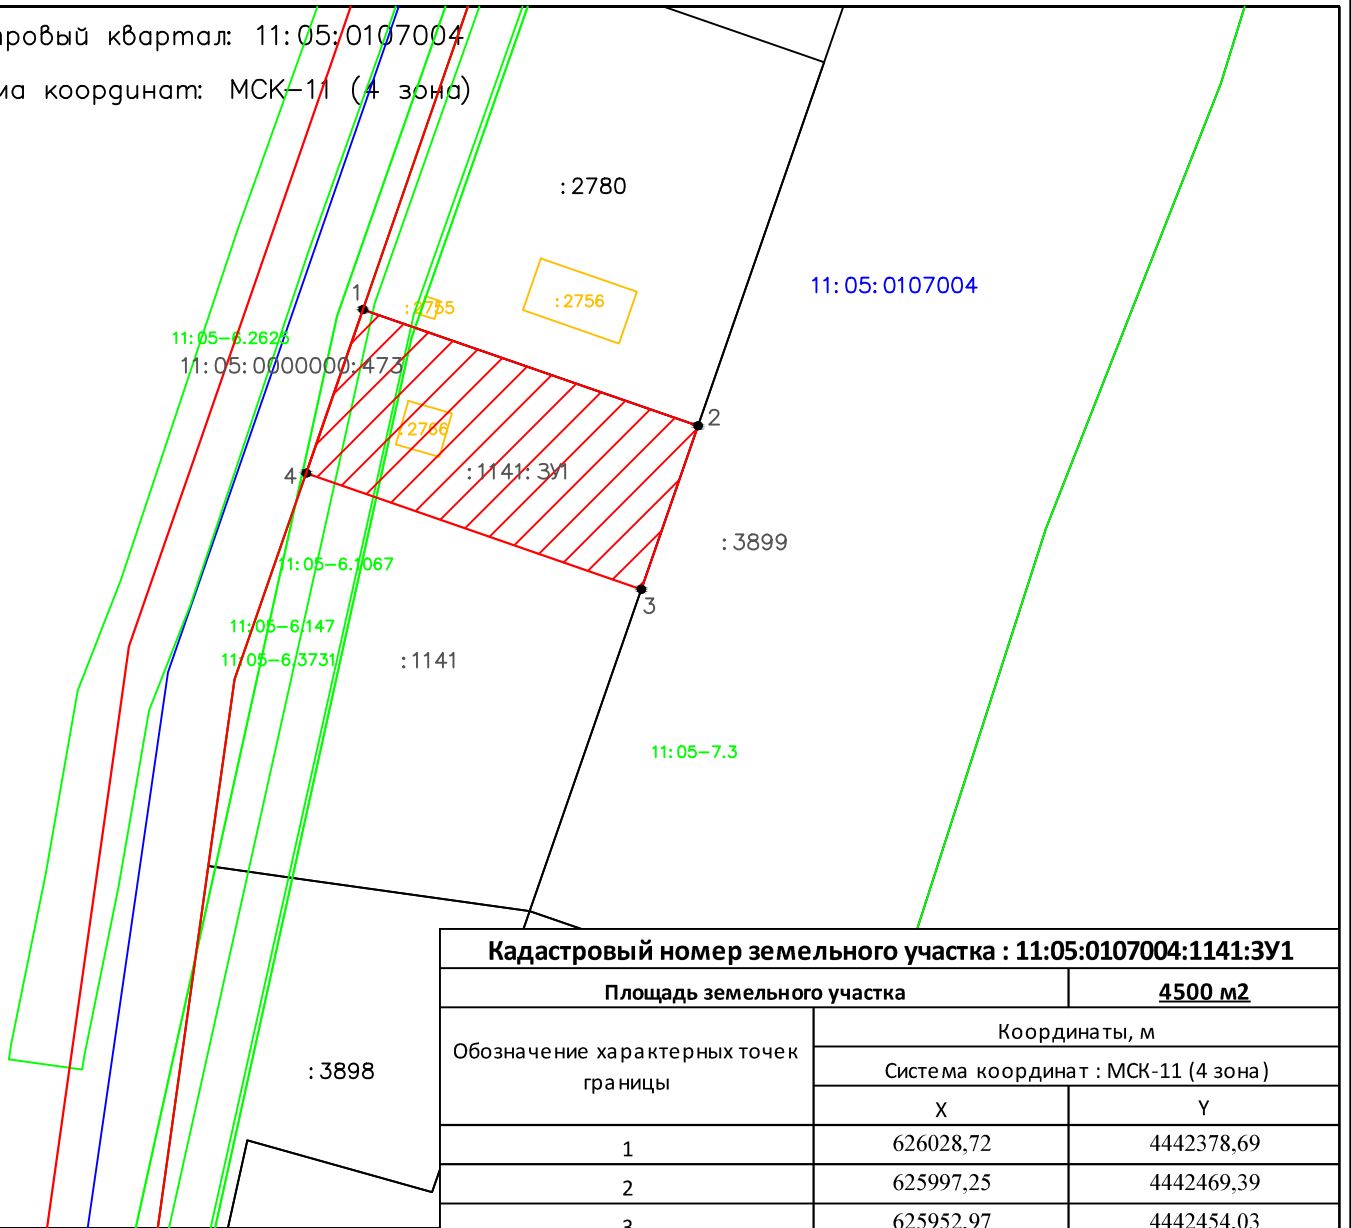 тровый квартал: 11:05:0107004
ма координат: МСК-11 (4 зона)
:2780
11:05:0107004
1
:2755
:2756
11:05-6.2625
11:05:0000000:473
2
:2766
:1141:ЗУ1
4
:3899
11:05-6.1067
3
11:05-6.147
11:05-6.3731
:1141
11:05-7.3
:3898
Кадастровый номер земельного участка : 11:05:0107004:1141:ЗУ1
Площадь земельного участка 4500 м2
Обозначение характерных точек границы
Координаты, м
Система координат : МСК-11 (4 зона)
X Y
1 626028,72 4442378,69
2 625997,25 4442469,39
3 625952,97 4442454,03